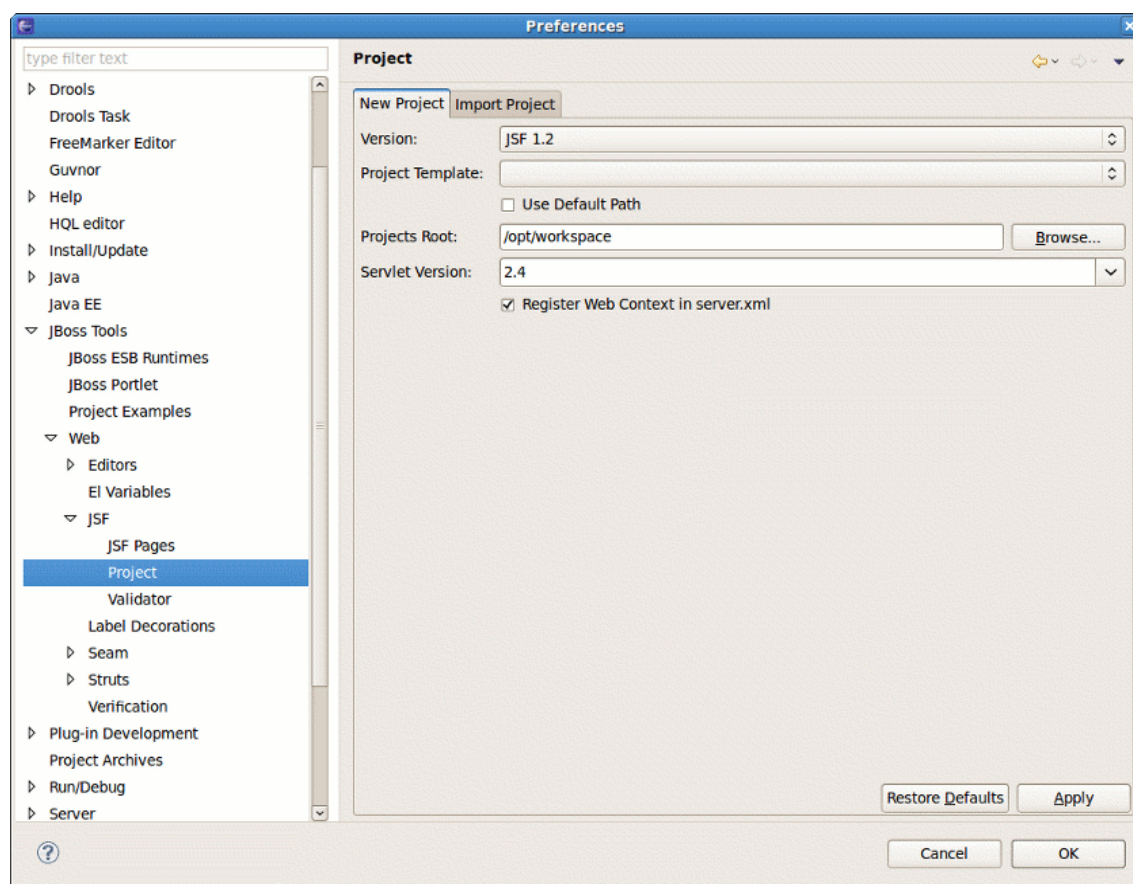 Preferences
type filter text
Drools
Drools Task
FreeMarker Editor
Guvnor
Help
HQL editor
Install/Update
Java
Java EE
JBoss Tools
JBoss ESB Runtimes
JBoss Portlet
Project Examples
Web
Editors
El Variables
JSF
JSF Pages
Project
Validator
Label Decorations
Seam
Struts
Verification
Plug-in Development
Project Archives
Run/Debug
Server
Project
New Project Import Project
Version: JSF 1.2
Project Template:
Use Default Path
Projects Root: /opt/workspace Browse...
Servlet Version: 2.4
Register Web Context in server.xml
Restore Defaults Apply
Cancel OK